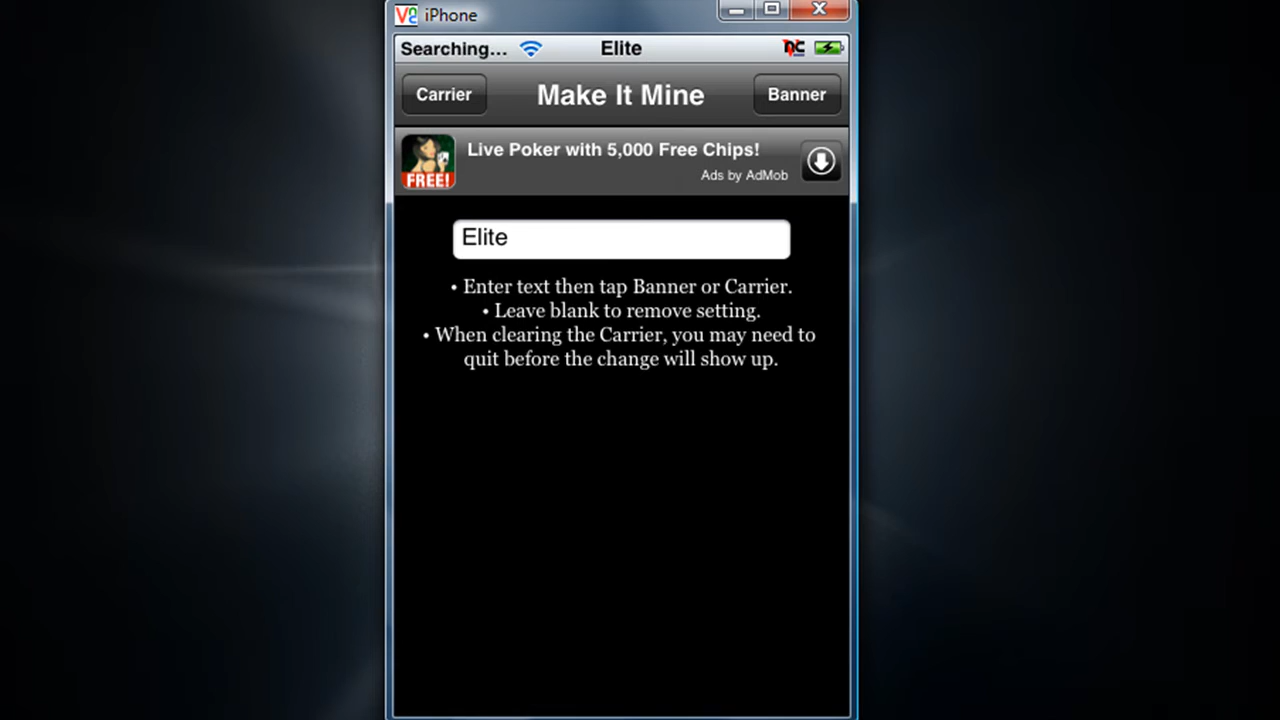 iPhone
Searching... Elite
Carrier Make It Mine Banner
Live Poker with 5,000 Free Chips!
FREE!
Ads by AdMob
Elite
• Enter text then tap Banner or Carrier.
• Leave blank to remove setting.
• When clearing the Carrier, you may need to
quit before the change will show up.